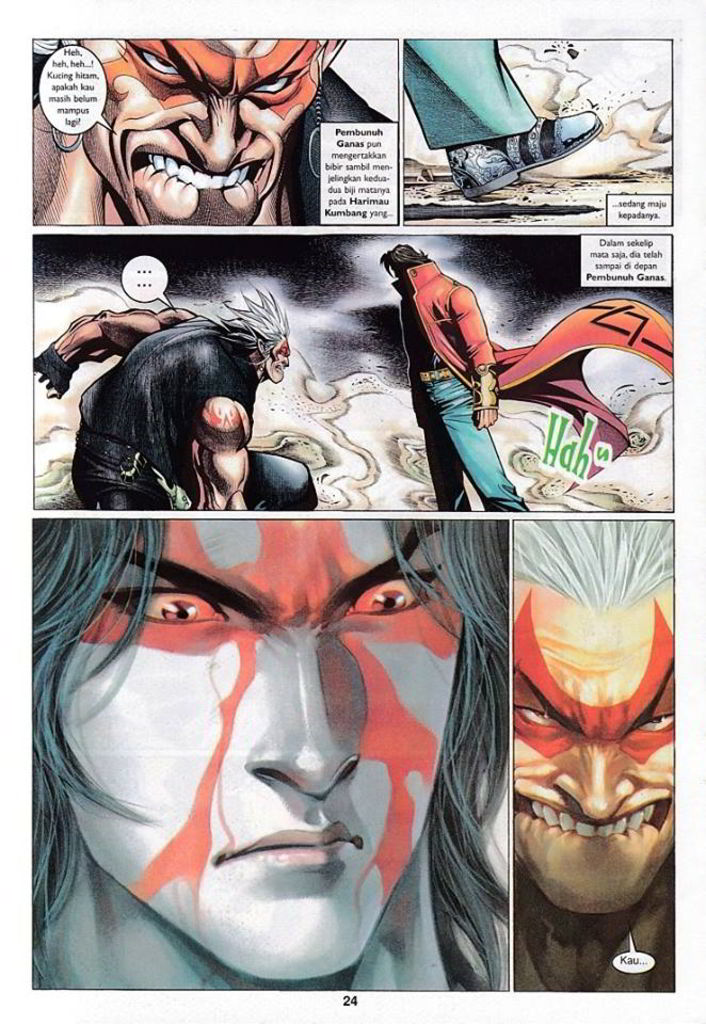 Heh,
heh, heh...!
Kucing hitam,
apakah kau
masih belum
mampus
lagi?
Pembunuh
Ganas pun
mengertakkan
bibir sambil men-
jelingkan kedua-
dua biji matanya
pada Harimau
Kumbang yang...
...sedang maju
kepadanya.
...
...
Dalam sekelip
mata saja, dia telah
sampai di depan
Pembunuh Ganas.
Hahu
Kau...
24